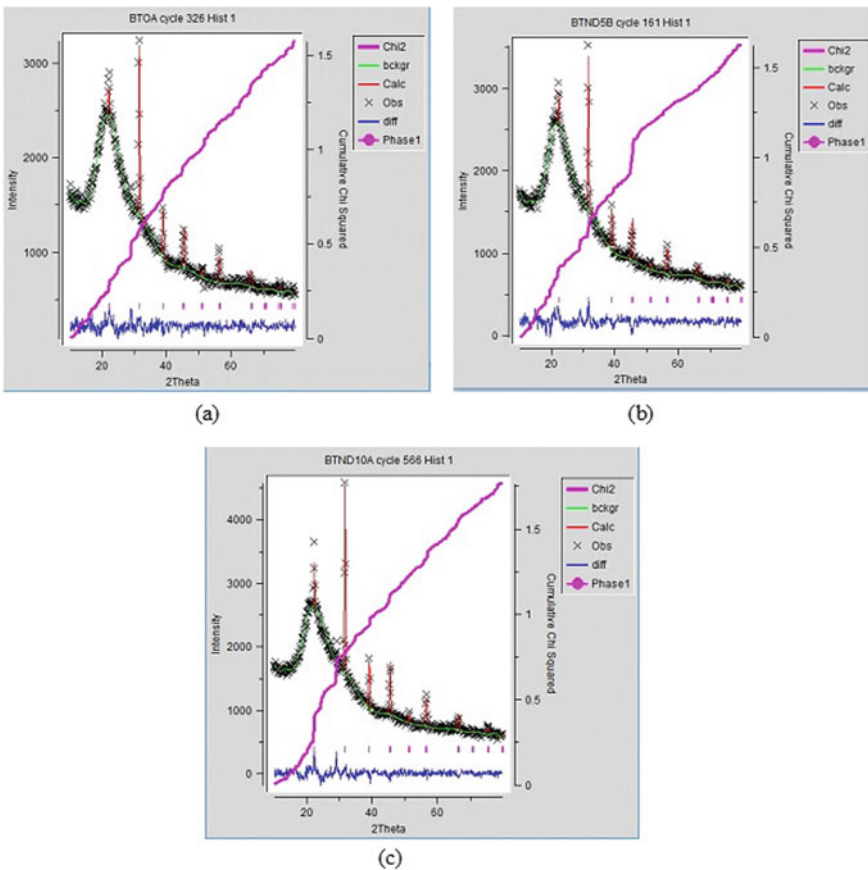 BTOA cycle 326 Hist 1
Chi2
bckgr
Calc
Obs
diff
Phase1
3000
2000
1000
Intensity
1.5
1
0.5
0
Cumulative Chi Squared
20 40 60
2Theta
(a)
BTND5B cycle 161 Hist 1
Chi2
bckgr
Calc
Obs
diff
Phase1
3000
2000
1000
0
Intensity
1.5
1
0.5
0
Cumulative Chi Squared
20 40 60
2Theta
(b)
BTND10A cycle 566 Hist 1
Chi2
bckgr
Calc
Obs
diff
Phase1
4000
3000
2000
1000
0
Intensity
1.5
1
0.5
0
Cumulative Chi Squared
20 40 60 80
2Theta
(c)